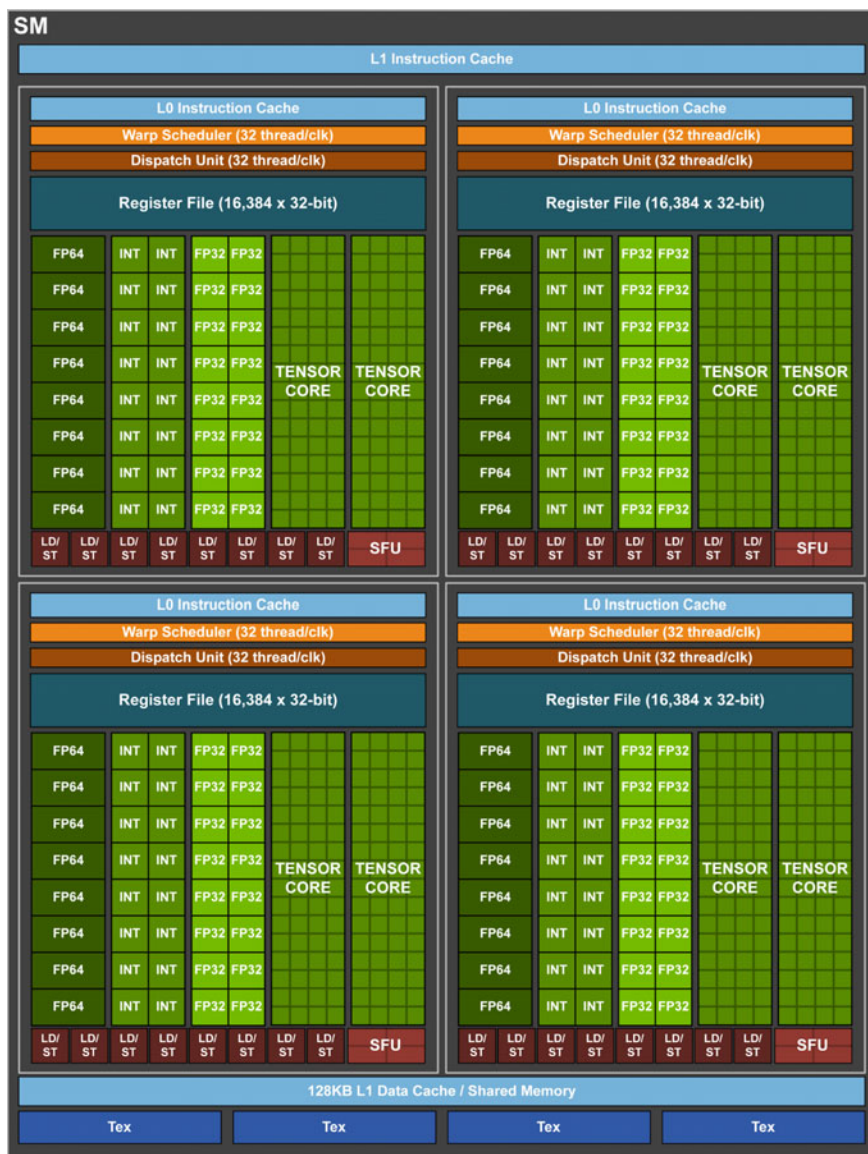 SM
L1 Instruction Cache
L0 Instruction Cache L0 Instruction Cache
Warp Scheduler (32 thread/clk) Warp Scheduler (32 thread/clk)
Dispatch Unit (32 thread/clk) Dispatch Unit (32 thread/clk)
Register File (16,384 x 32-bit) Register File (16,384 x 32-bit)
FP64 INT INT FP32 FP32 FP64 INT INT FP32 FP32
FP64 INT INT FP32 FP32 FP64 INT INT FP32 FP32
FP64 INT INT FP32 FP32 FP64 INT INT FP32 FP32
FP64 INT INT FP32 FP32 TENSOR TENSOR FP64 INT INT FP32 FP32 TENSOR TENSOR
FP64 INT INT FP32 FP32 CORE CORE FP64 INT INT FP32 FP32 CORE CORE
FP64 INT INT FP32 FP32 FP64 INT INT FP32 FP32
FP64 INT INT FP32 FP32 FP64 INT INT FP32 FP32
FP64 INT INT FP32 FP32 FP64 INT INT FP32 FP32
LD/ LD/ LD/ LD/ LD/ LD/ LD/ LD/ SFU LD/ LD/ LD/ LD/ LD/ LD/ LD/ LD/ SFU
ST ST ST ST ST ST ST ST ST ST ST ST ST ST ST ST
L0 Instruction Cache L0 Instruction Cache
Warp Scheduler (32 thread/clk) Warp Scheduler (32 thread/clk)
Dispatch Unit (32 thread/clk) Dispatch Unit (32 thread/clk)
Register File (16,384 x 32-bit) Register File (16,384 x 32-bit)
FP64 INT INT FP32 FP32 FP64 INT INT FP32 FP32
FP64 INT INT FP32 FP32 FP64 INT INT FP32 FP32
FP64 INT INT FP32 FP32 FP64 INT INT FP32 FP32
FP64 INT INT FP32 FP32 TENSOR TENSOR FP64 INT INT FP32 FP32 TENSOR TENSOR
FP64 INT INT FP32 FP32 CORE CORE FP64 INT INT FP32 FP32 CORE CORE
FP64 INT INT FP32 FP32 FP64 INT INT FP32 FP32
FP64 INT INT FP32 FP32 FP64 INT INT FP32 FP32
FP64 INT INT FP32 FP32 FP64 INT INT FP32 FP32
LD/ LD/ LD/ LD/ LD/ LD/ LD/ LD/ SFU LD/ LD/ LD/ LD/ LD/ LD/ LD/ LD/ SFU
ST ST ST ST ST ST ST ST ST ST ST ST ST ST ST ST
128KB L1 Data Cache / Shared Memory
Tex Tex Tex Tex